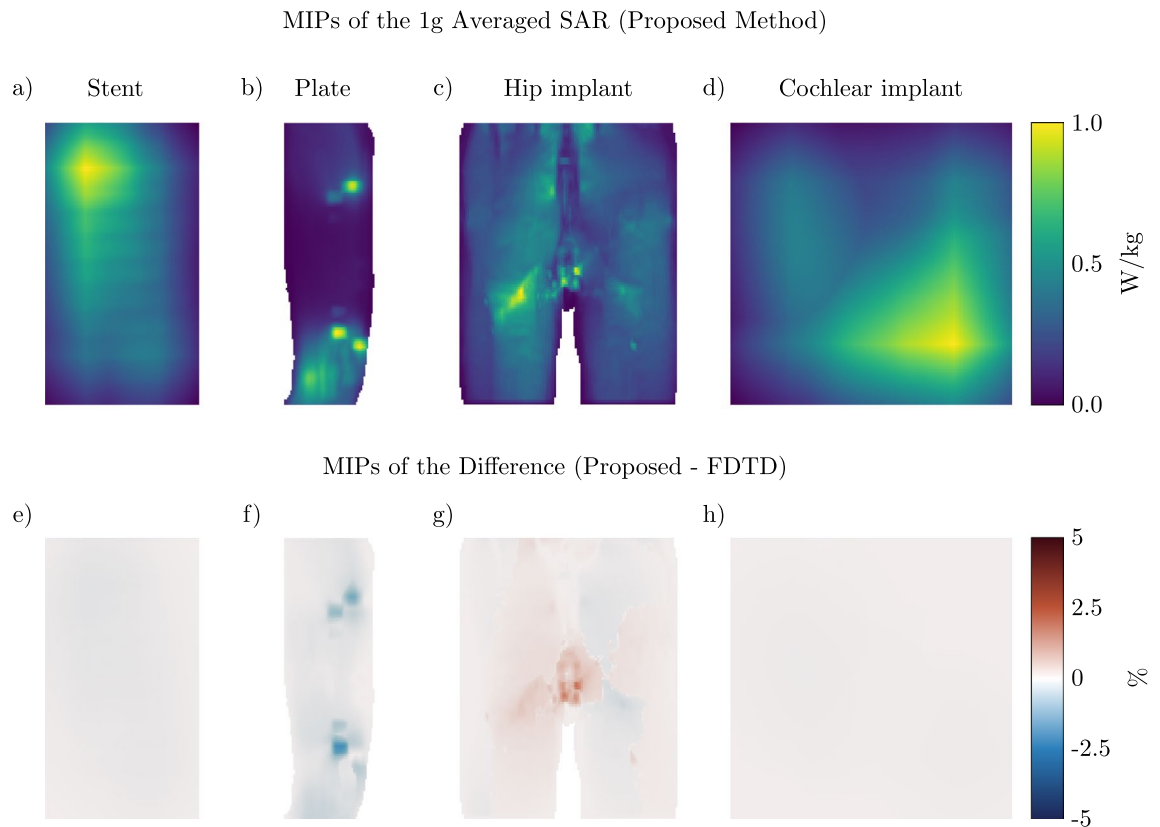 MIPs of the 1g Averaged SAR (Proposed Method)
a) Stent
b) Plate
c) Hip implant
d) Cochlear implant
1.0
0.5
0.0
W/kg
MIPs of the Difference (Proposed - FDTD)
e)
f)
g)
h)
5
2.5
0
-2.5
-5
%